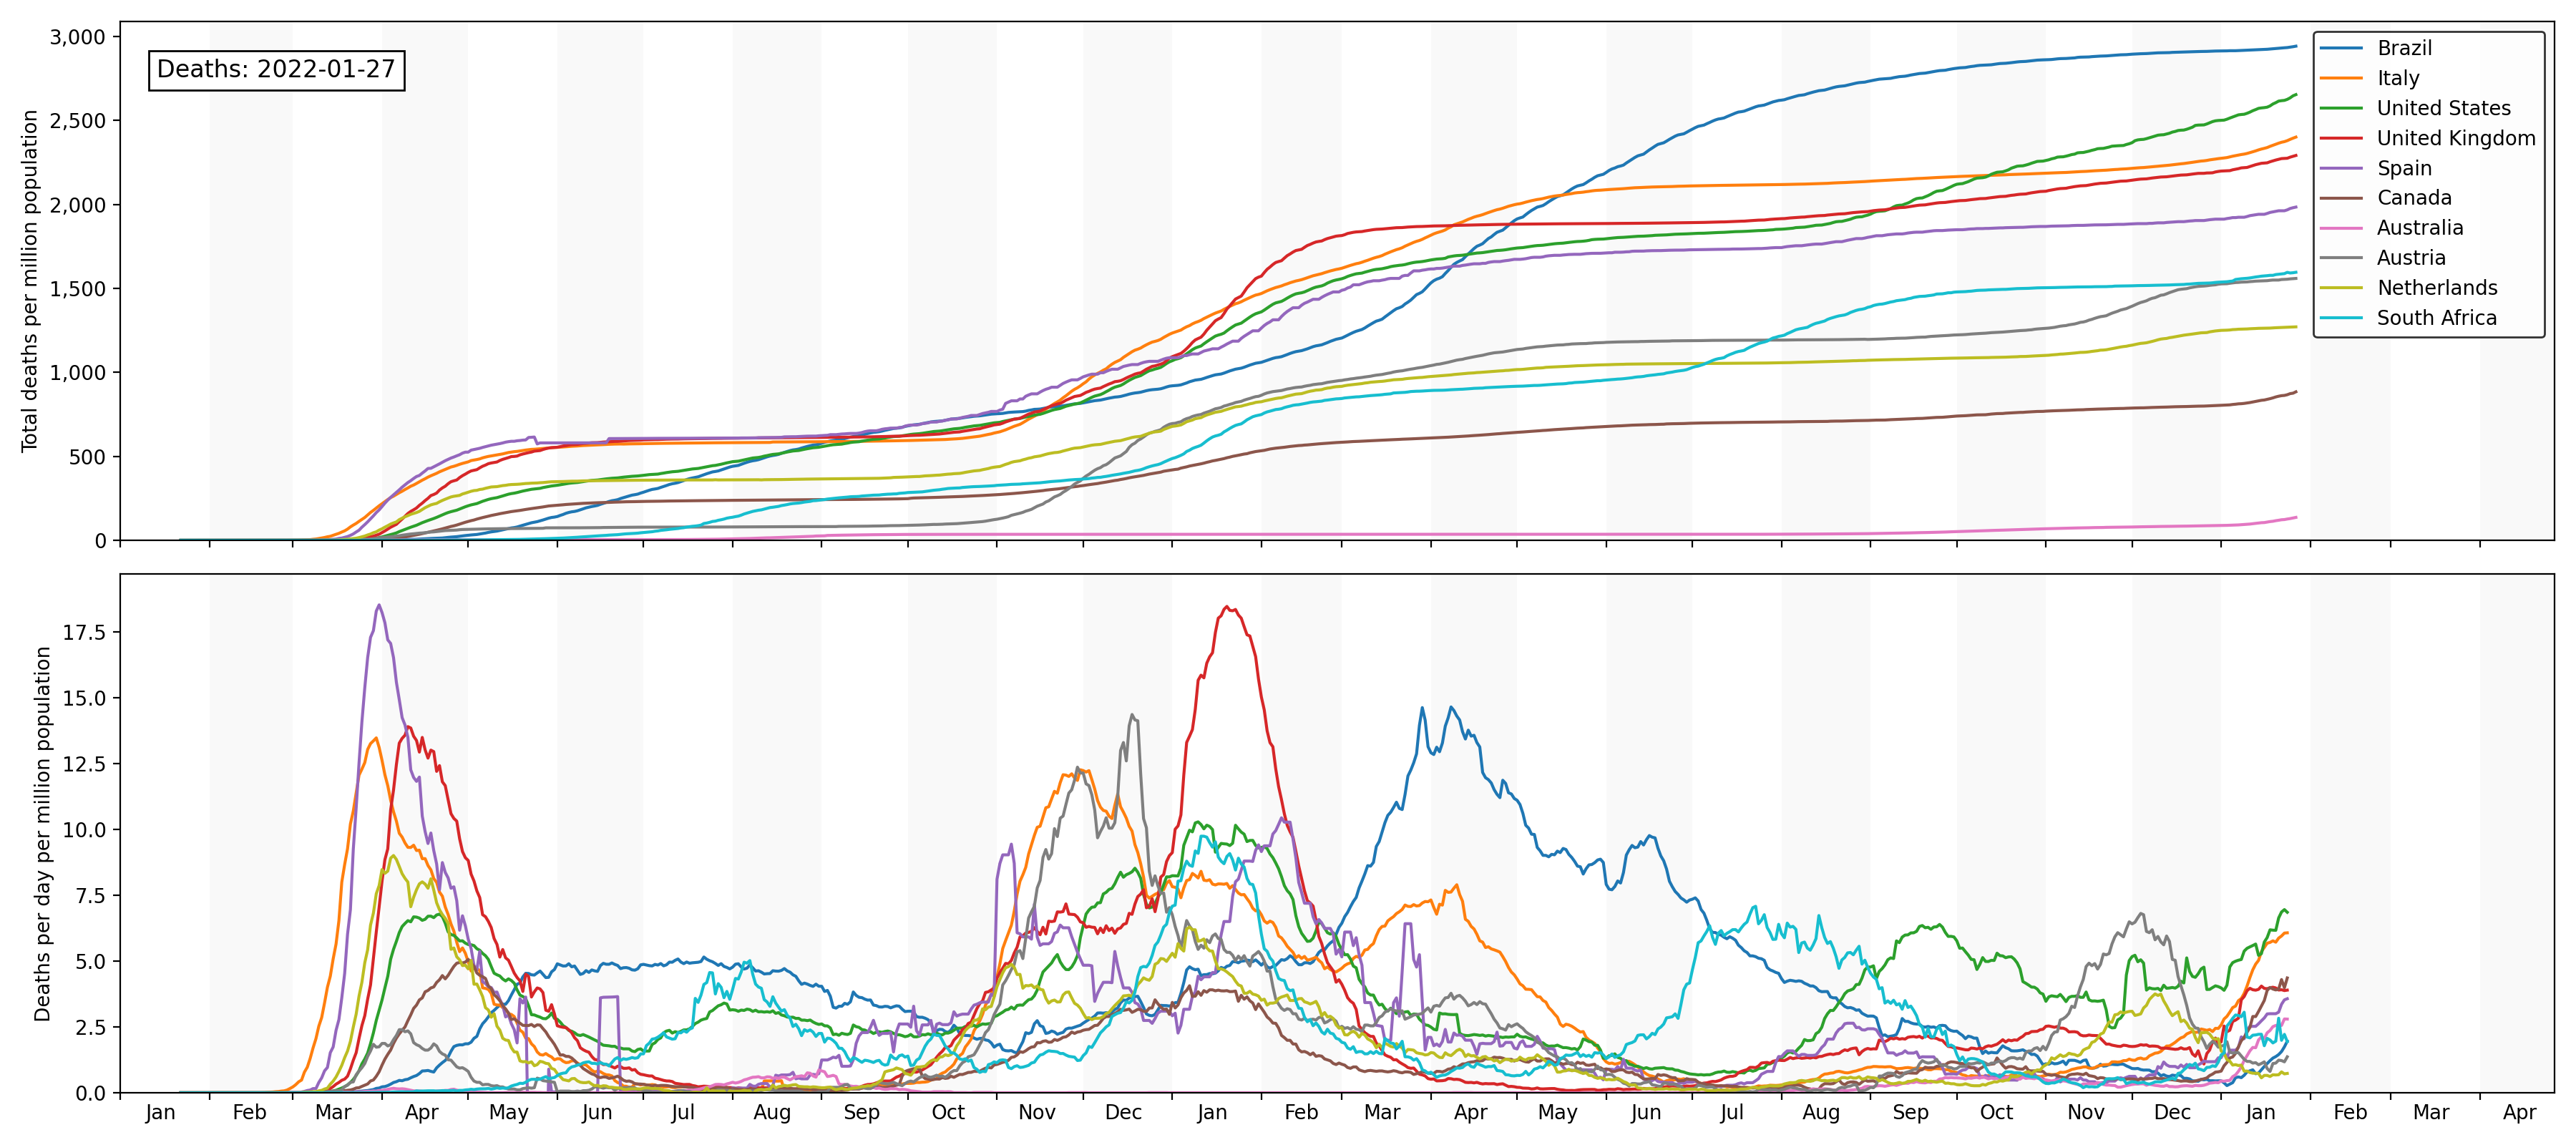 3,000
2,500
2,000
1,500
1,000
500
0
Total deaths per million population
Deaths: 2022-01-27
Brazil
Italy
United States
United Kingdom
Spain
Canada
Australia
Austria
Netherlands
South Africa
17.5
15.0
12.5
10.0
7.5
5.0
2.5
0.0
Deaths per day per million population
Jan Feb Mar Apr May Jun Jul Aug Sep Oct Nov Dec Jan Feb Mar Apr May Jun Jul Aug Sep Oct Nov Dec Jan Feb Mar Apr